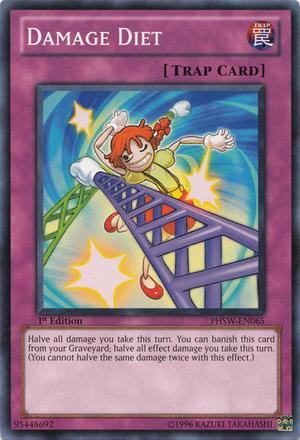 Damage Diet
TRAP
罠
[Trap Card]
1st Edition
PHSW-EN065
Halve all damage you take this turn. You can banish this card
from your Graveyard; halve all effect damage you take this turn.
(You cannot halve the same damage twice with this effect.)
95448692
©1996 KAZUKI TAKAHASHI